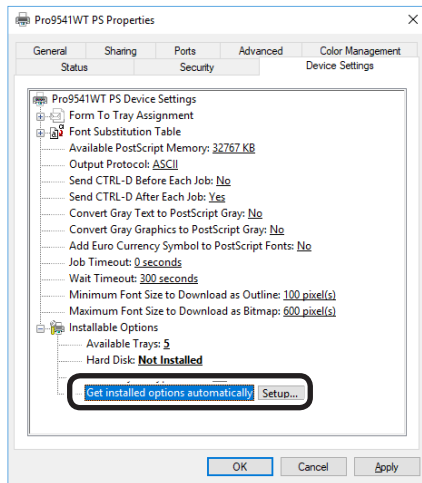 Pro9541WT PS Properties
General Sharing Ports Advanced Color Management
Status Security Device Settings
Pro9541WT PS Device Settings
Form To Tray Assignment
Font Substitution Table
Available PostScript Memory: 32767 KB
Output Protocol: ASCII
Send CTRL-D Before Each Job: No
Send CTRL-D After Each Job: Yes
Convert Gray Text to PostScript Gray: No
Convert Gray Graphics to PostScript Gray: No
Add Euro Currency Symbol to PostScript Fonts: No
Job Timeout: 0 seconds
Wait Timeout: 300 seconds
Minimum Font Size to Download as Outline: 100 pixel(s)
Maximum Font Size to Download as Bitmap: 600 pixel(s)
Installable Options
Available Trays: 5
Hard Disk: Not Installed
Get installed options automatically Setup...
OK Cancel Apply